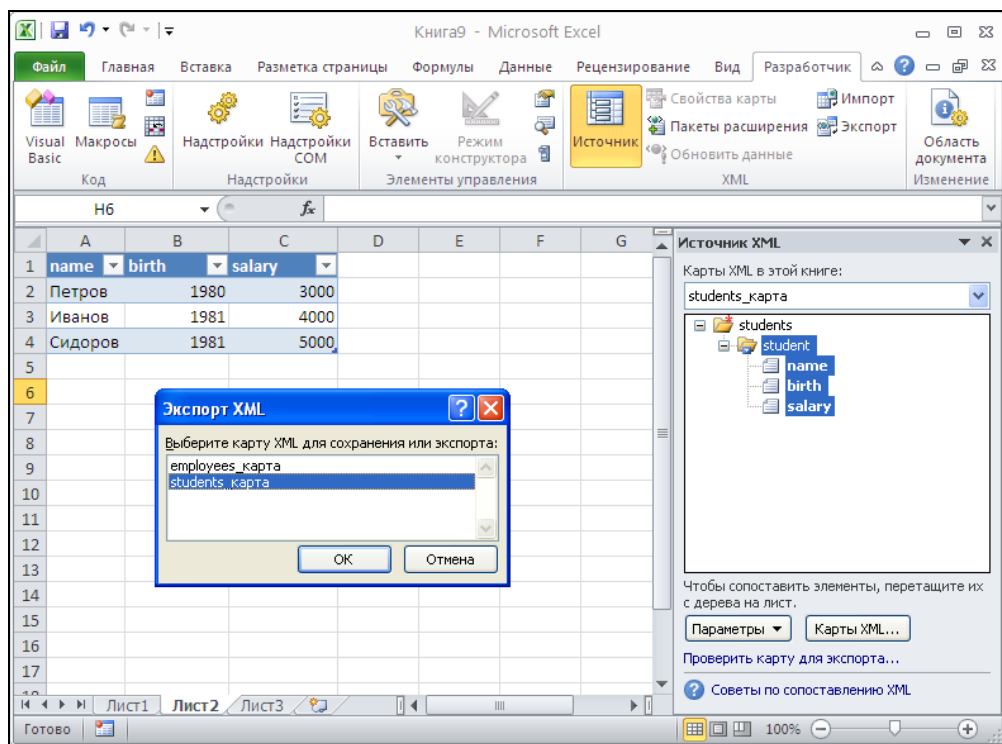 Книга9 - Microsoft Excel
Файл Главная Вставка Разметка страницы Формулы Данные Рецензирование Вид Разработчик
Visual Basic Макросы Надстройки Надстройки COM Вставить Режим конструктора Источник Свойства карты Импорт Область документа
Пакеты расширения Экспорт
Обновить данные
Код Надстройки Элементы управления XML Изменение
H6 fx
A B C D E F G
1 name birth salary
2 Петров 1980 3000
3 Иванов 1981 4000
4 Сидоров 1981 5000
5
6
7
8
9
10
11
12
13
14
15
16
17
Экспорт XML
Выберите карту XML для сохранения или экспорта:
employees_карта
students_карта
ОК Отмена
Источник XML
Карты XML в этой книге:
students_карта
students
student
name
birth
salary
Чтобы сопоставить элементы, перетащите их
с дерева на лист.
Параметры Карты XML...
Проверить карту для экспорта...
Советы по сопоставлению XML
Лист1 Лист2 Лист3
Готово 100%